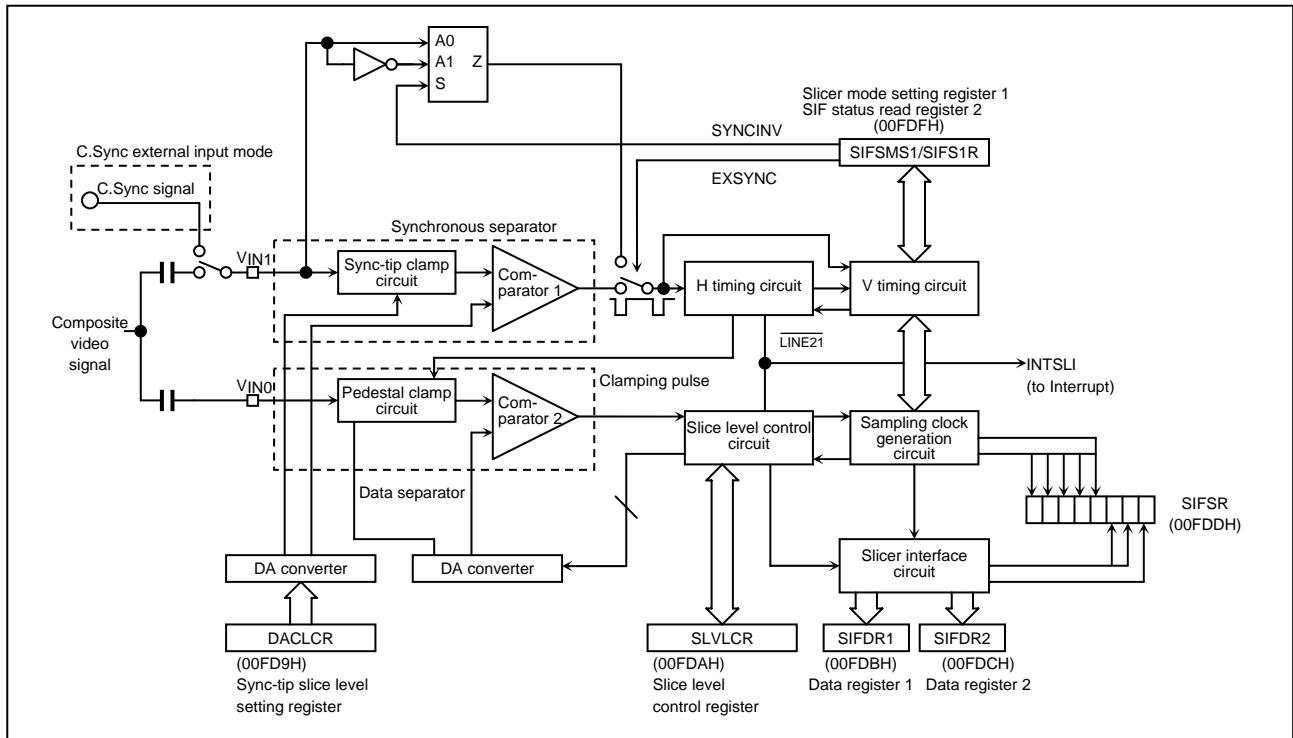 A0
A1
Z
S
Slicer mode setting register 1
SIF status read register 2
(00FDFH)
SYNCINV
C.Sync external input mode
SIFSMS1/SIFS1R
EXSYNC
C.Sync signal
Synchronous separator
VIN1
Sync-tip clamp
circuit
Com-
parator 1
H timing circuit
V timing circuit
Composite
video
signal
LINE21
INTSLI
(to Interrupt)
VIN0
Clamping pulse
Pedestal clamp
circuit
Com-
parator 2
Slice level control
circuit
Sampling clock
generation
circuit
Data separator
SIFSR
(00FDDH)
Slicer interface
circuit
DA converter
DA converter
DACLCR
SLVLCR
SIFDR1
SIFDR2
(00FD9H)
Sync-tip slice level
setting register
(00FDAH)
Slice level
control register
(00FDBH)
Data register 1
(00FDCH)
Data register 2